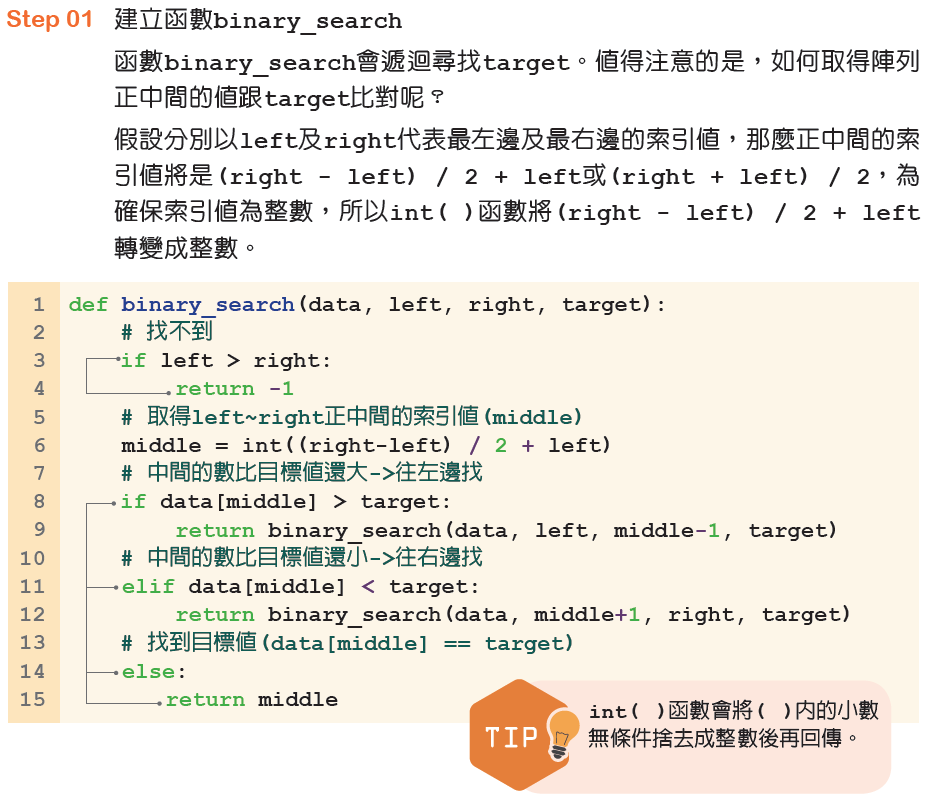 Step 01 建立函數binary_search
函數binary_search會遞迴尋找target。值得注意的是，如何取得陣列
正中間的值跟target比對呢？
假設分別以left及right代表最左邊及最右邊的索引值，那麼正中間的索
引值將是(right - left) / 2 + left或(right + left) / 2，為
確保索引值為整數，所以int( )函數將(right - left) / 2 + left
轉變成整數。
1 def binary_search(data, left, right, target):
2 # 找不到
3 if left > right:
4 return -1
5 # 取得left~right正中間的索引值(middle)
6 middle = int((right-left) / 2 + left)
7 # 中間的數比目標值還大->往左邊找
8 if data[middle] > target:
9 return binary_search(data, left, middle-1, target)
10 # 中間的數比目標值還小->往右邊找
11 elif data[middle] < target:
12 return binary_search(data, middle+1, right, target)
13 # 找到目標值(data[middle] == target)
14 else:
15 return middle
TIP
int( )函數會將( )內的小數
無條件捨去成整數後再回傳。